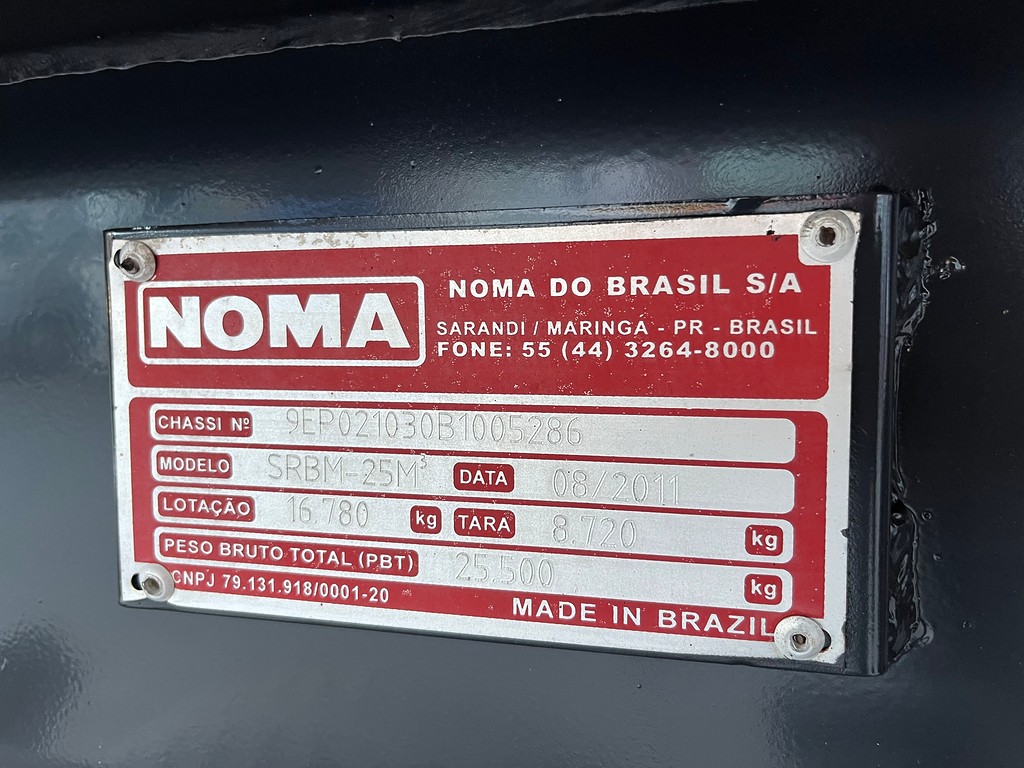 NOMA
NOMA DO BRASIL S/A
SARANDI / MARINGA - PR - BRASIL
FONE: 55 (44) 3264-8000
CHASSI Nº 9EP021030B1005286
MODELO SRBM-25M³ DATA 08/2011
LOTAÇÃO 16.780 kg TARA 8.720 kg
PESO BRUTO TOTAL (PBT) 25.500 kg
CNPJ 79.131.918/0001-20
MADE IN BRAZIL